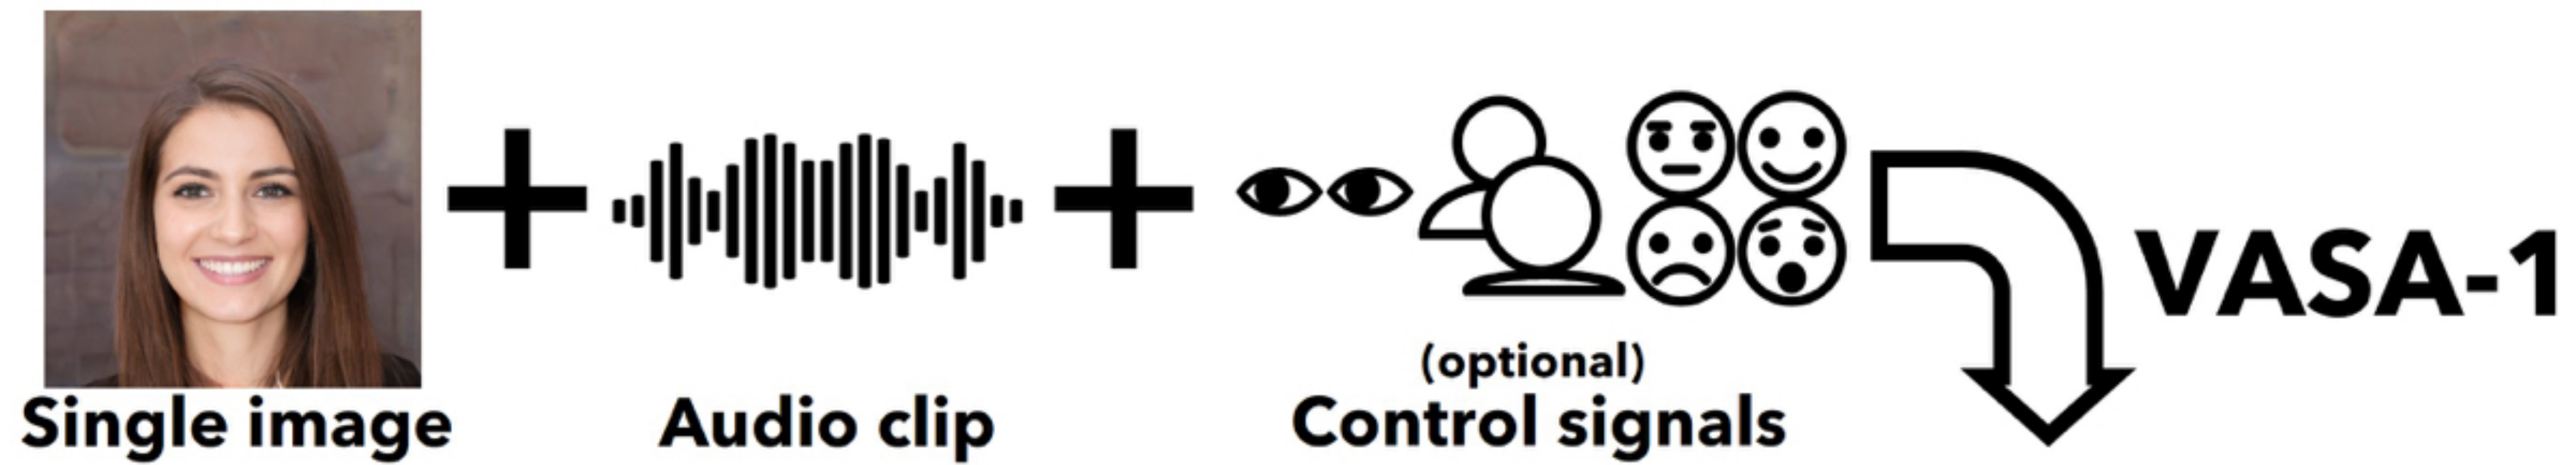 VASA-1
(optional)
Single image
Audio clip
Control signals